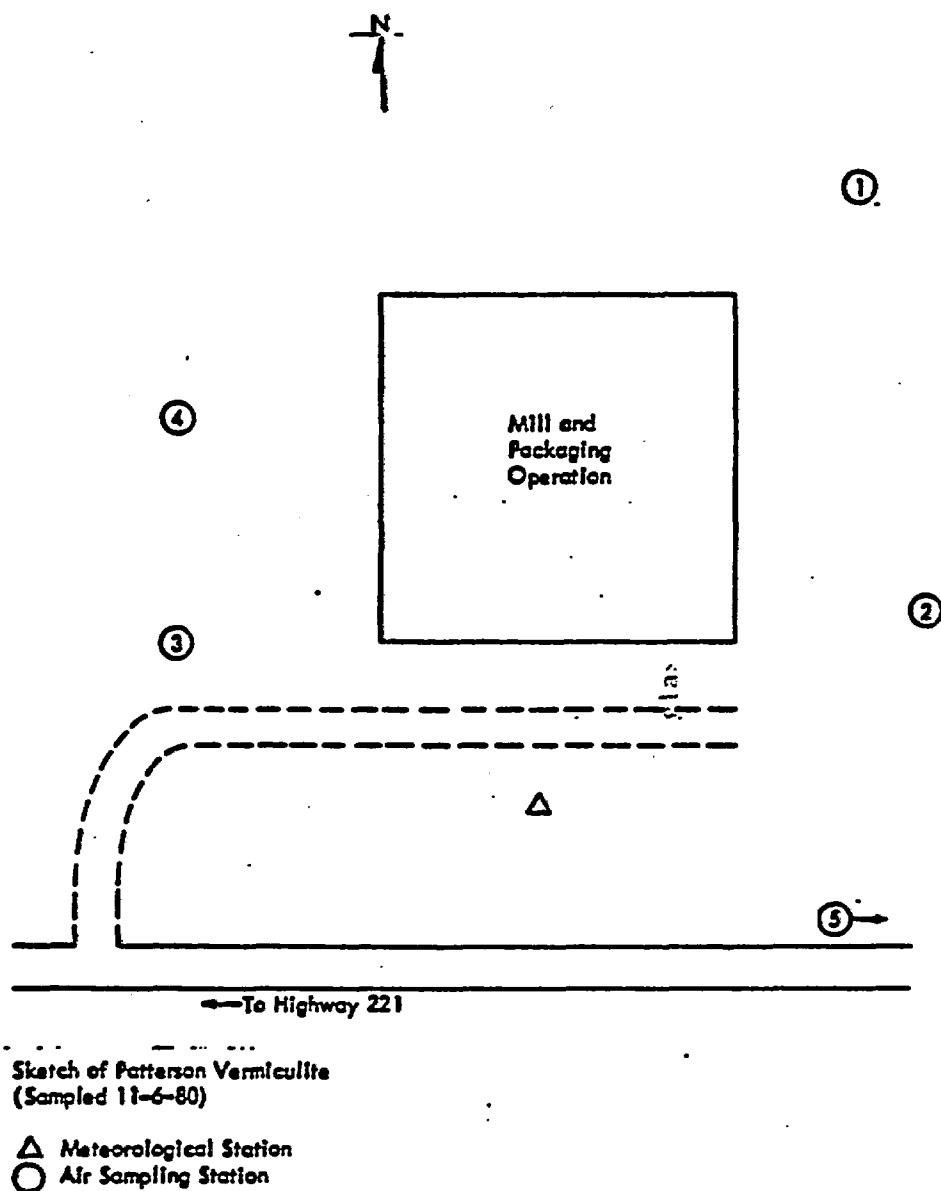 N
1
4
Mill and
Packaging
Operation
2
3
5
To Highway 221
Sketch of Patterson Vermiculite
(Sampled 11-6-80)
Meteorological Station
Air Sampling Station